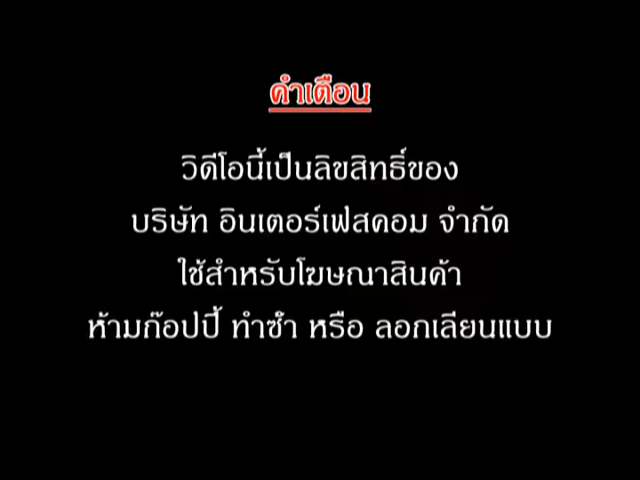 คำเตือน
วิดีโอนี้เป็นลิขสิทธิ์ของ
บริษัท อินเตอร์เฟสคอม จำกัด
ใช้สำหรับโฆษณาสินค้า
ห้ามก๊อปปี้ ทำซ้ำ หรือ ลอกเลียนแบบ